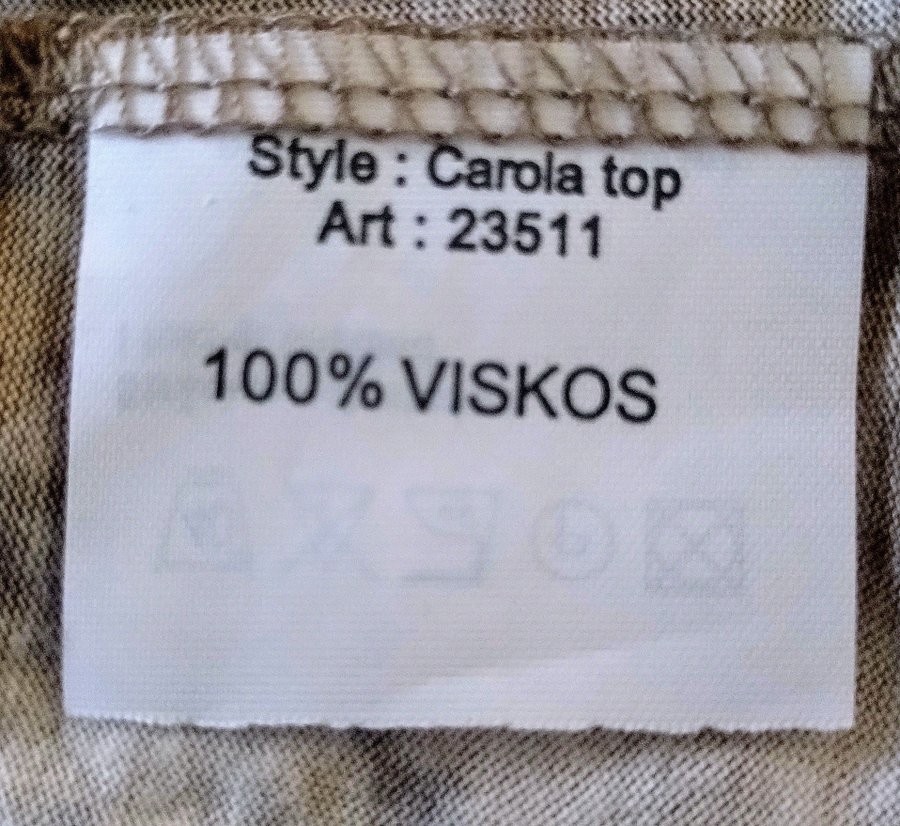 Style : Carola top
Art : 23511
100% VISKOS